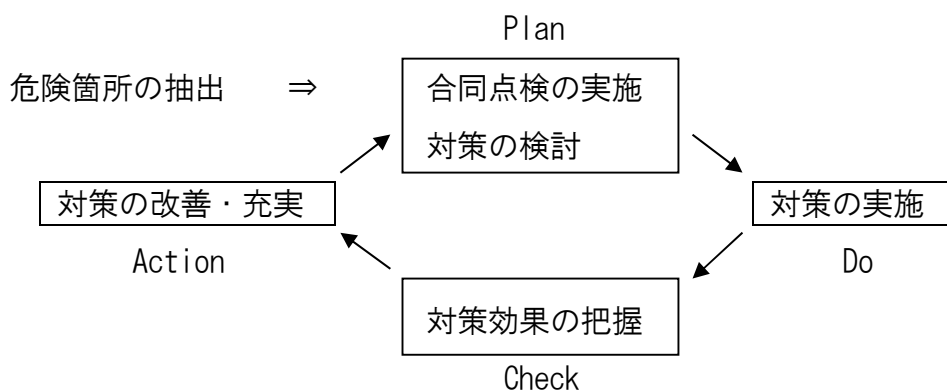 Plan
危険箇所の抽出 ⇒ 合同点検の実施
対策の検討
対策の改善・充実 対策の実施
Action Do
対策効果の把握
Check